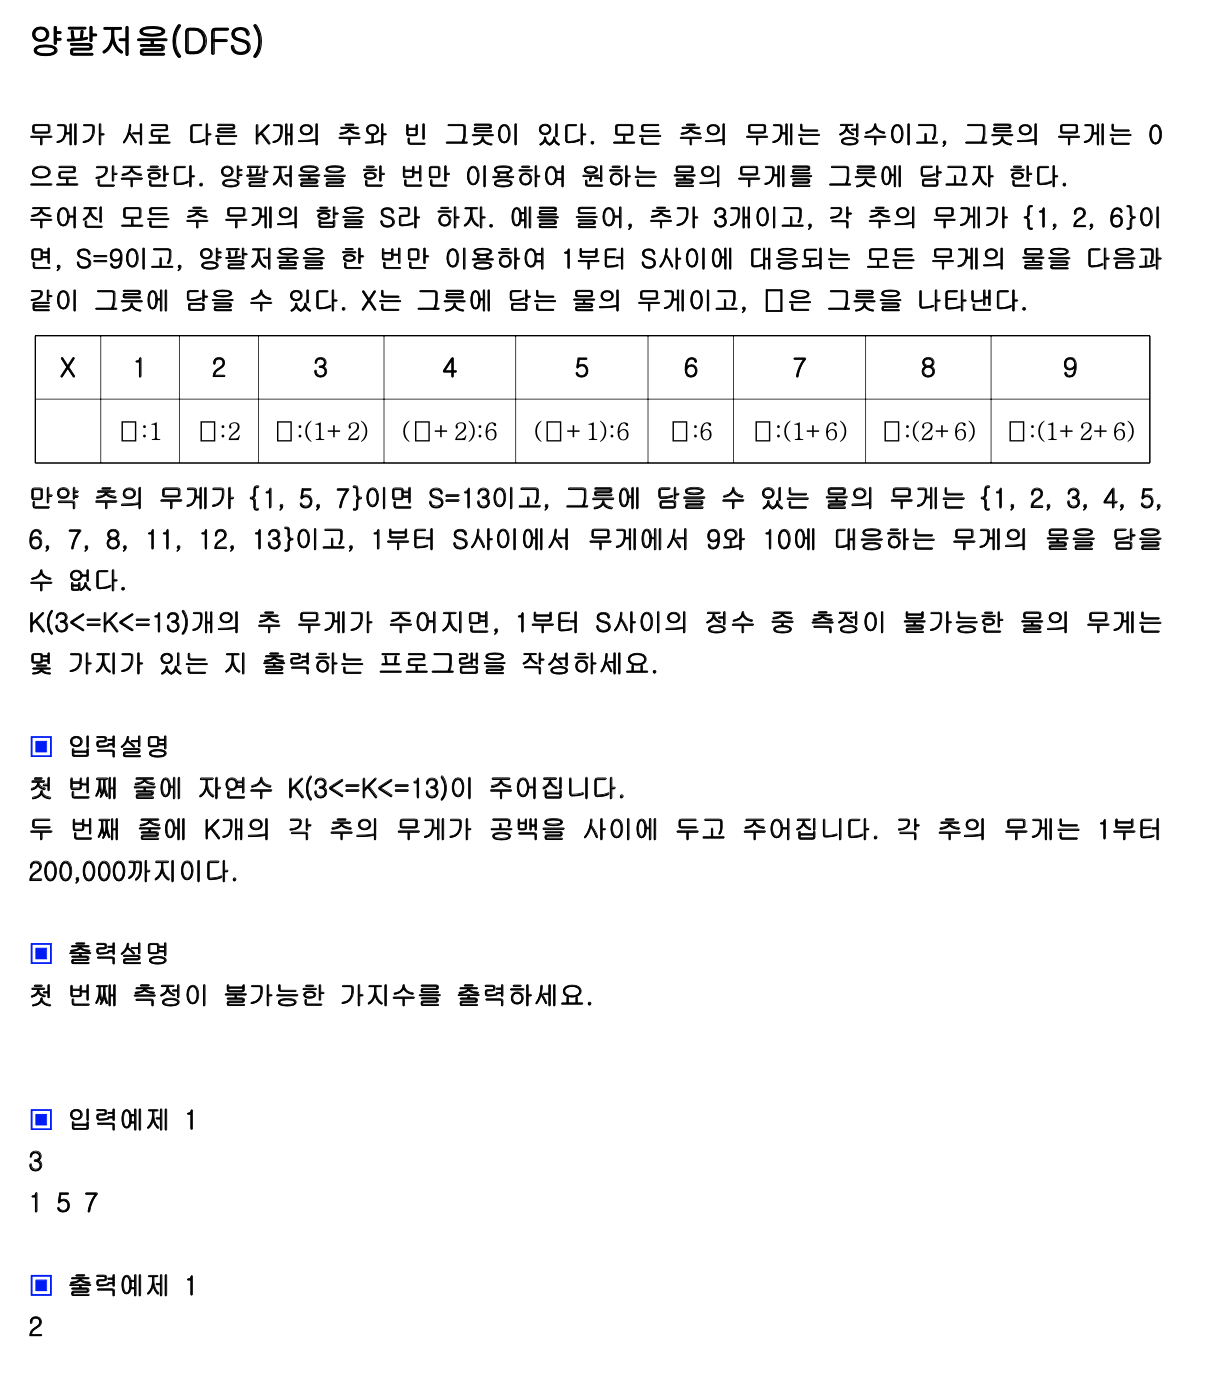 양팔저울(DFS)
무게가 서로 다른 K개의 추와 빈 그릇이 있다. 모든 추의 무게는 정수이고, 그릇의 무게는 0
으로 간주한다. 양팔저울을 한 번만 이용하여 원하는 물의 무게를 그릇에 담고자 한다.
주어진 모든 추 무게의 합을 S라 하자. 예를 들어, 추가 3개이고, 각 추의 무게가 {1, 2, 6}이
면, S=9이고, 양팔저울을 한 번만 이용하여 1부터 S사이에 대응되는 모든 무게의 물을 다음과
같이 그릇에 담을 수 있다. X는 그릇에 담는 물의 무게이고, □은 그릇을 나타낸다.
X 1 2 3 4 5 6 7 8 9
□:1 □:2 □:(1+2) (□+2):6 (□+1):6 □:6 □:(1+6) □:(2+6) □:(1+2+6)
만약 추의 무게가 {1, 5, 7}이면 S=13이고, 그릇에 담을 수 있는 물의 무게는 {1, 2, 3, 4, 5,
6, 7, 8, 11, 12, 13}이고, 1부터 S사이에서 무게에서 9와 10에 대응하는 무게의 물을 담을
수 없다.
K(3<=K<=13)개의 추 무게가 주어지면, 1부터 S사이의 정수 중 측정이 불가능한 물의 무게는
몇 가지가 있는 지 출력하는 프로그램을 작성하세요.
▣ 입력설명
첫 번째 줄에 자연수 K(3<=K<=13)이 주어집니다.
두 번째 줄에 K개의 각 추의 무게가 공백을 사이에 두고 주어집니다. 각 추의 무게는 1부터
200,000까지이다.
▣ 출력설명
첫 번째 측정이 불가능한 가지수를 출력하세요.
▣ 입력예제 1
3
1 5 7
▣ 출력예제 1
2